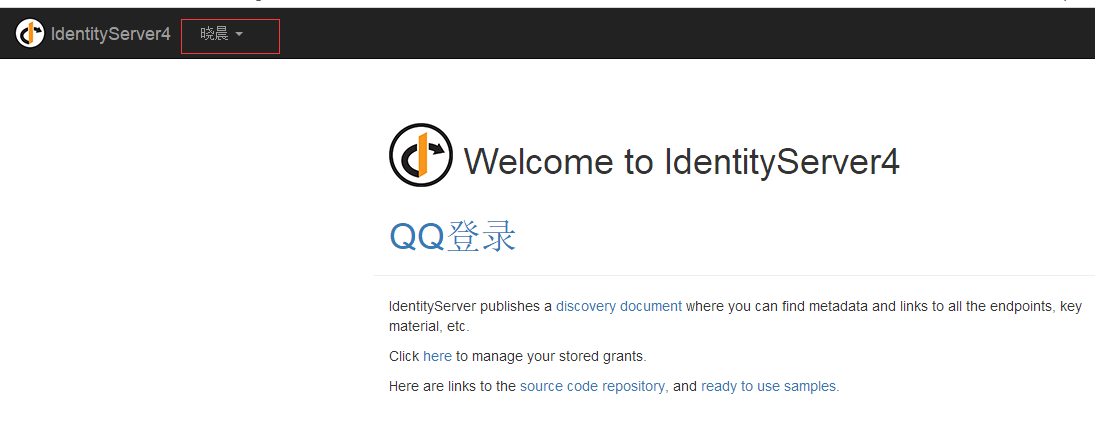 IdentityServer4 晓晨
Welcome to IdentityServer4
QQ登录
IdentityServer publishes a discovery document where you can find metadata and links to all the endpoints, key
material, etc.
Click here to manage your stored grants.
Here are links to the source code repository, and ready to use samples.